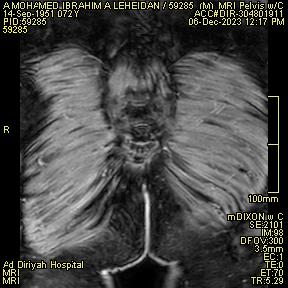 A MOHAMED IBRAHIM A LEHEIDAN / 59285 (M) MRI Pelvis w/C
14-Sep-1951 072Y
ACC#DIR-304801911
PID:59285
06-Dec-2023 12:17 PM
59285
R
100mm
mDIXON w C
SE:2101
IM:98
DFOV:300
3.5mm
EC:1
Ad Diriyah Hospital
TE:0
MRI
ET:70
MRI
TR:5.29